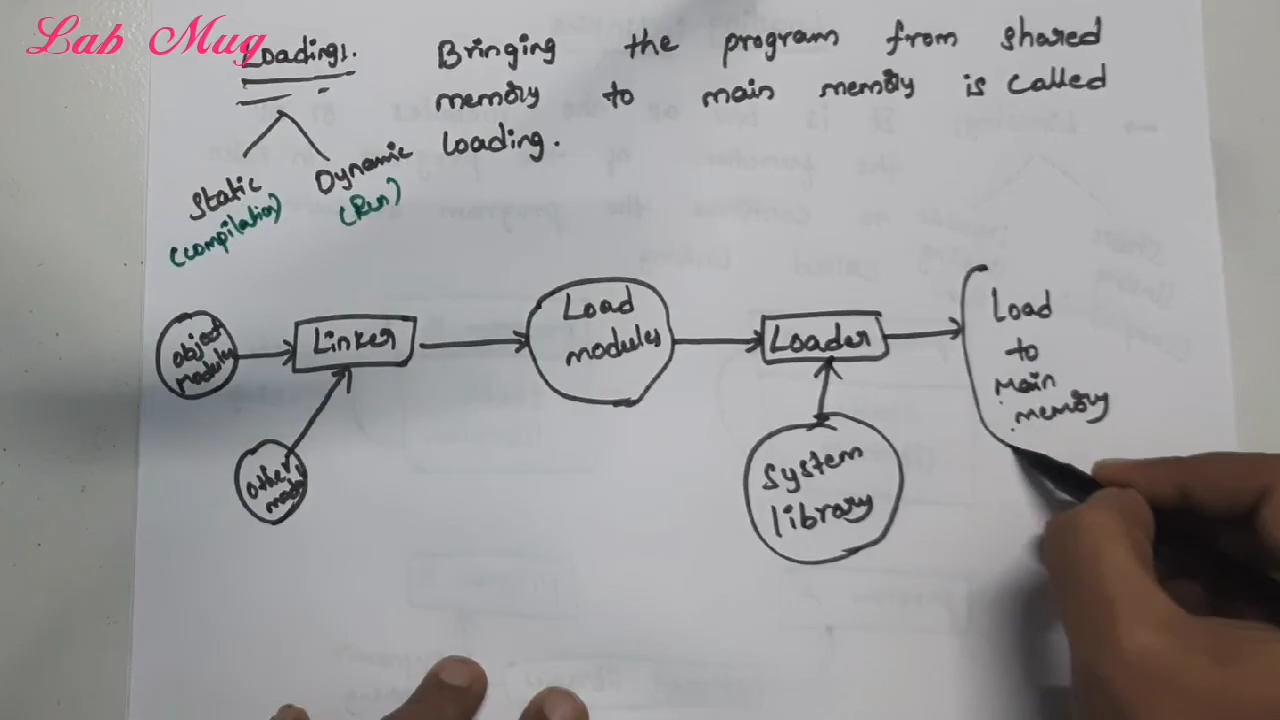 Lab Mug
Loading:.
Bringing the program from shared
memory to main memory is called
loading.
Static
(compilation)
Dynamic
(Run)
object
module
Linker
Load
modules
Loader
Load
to
main
memory
other
system
library